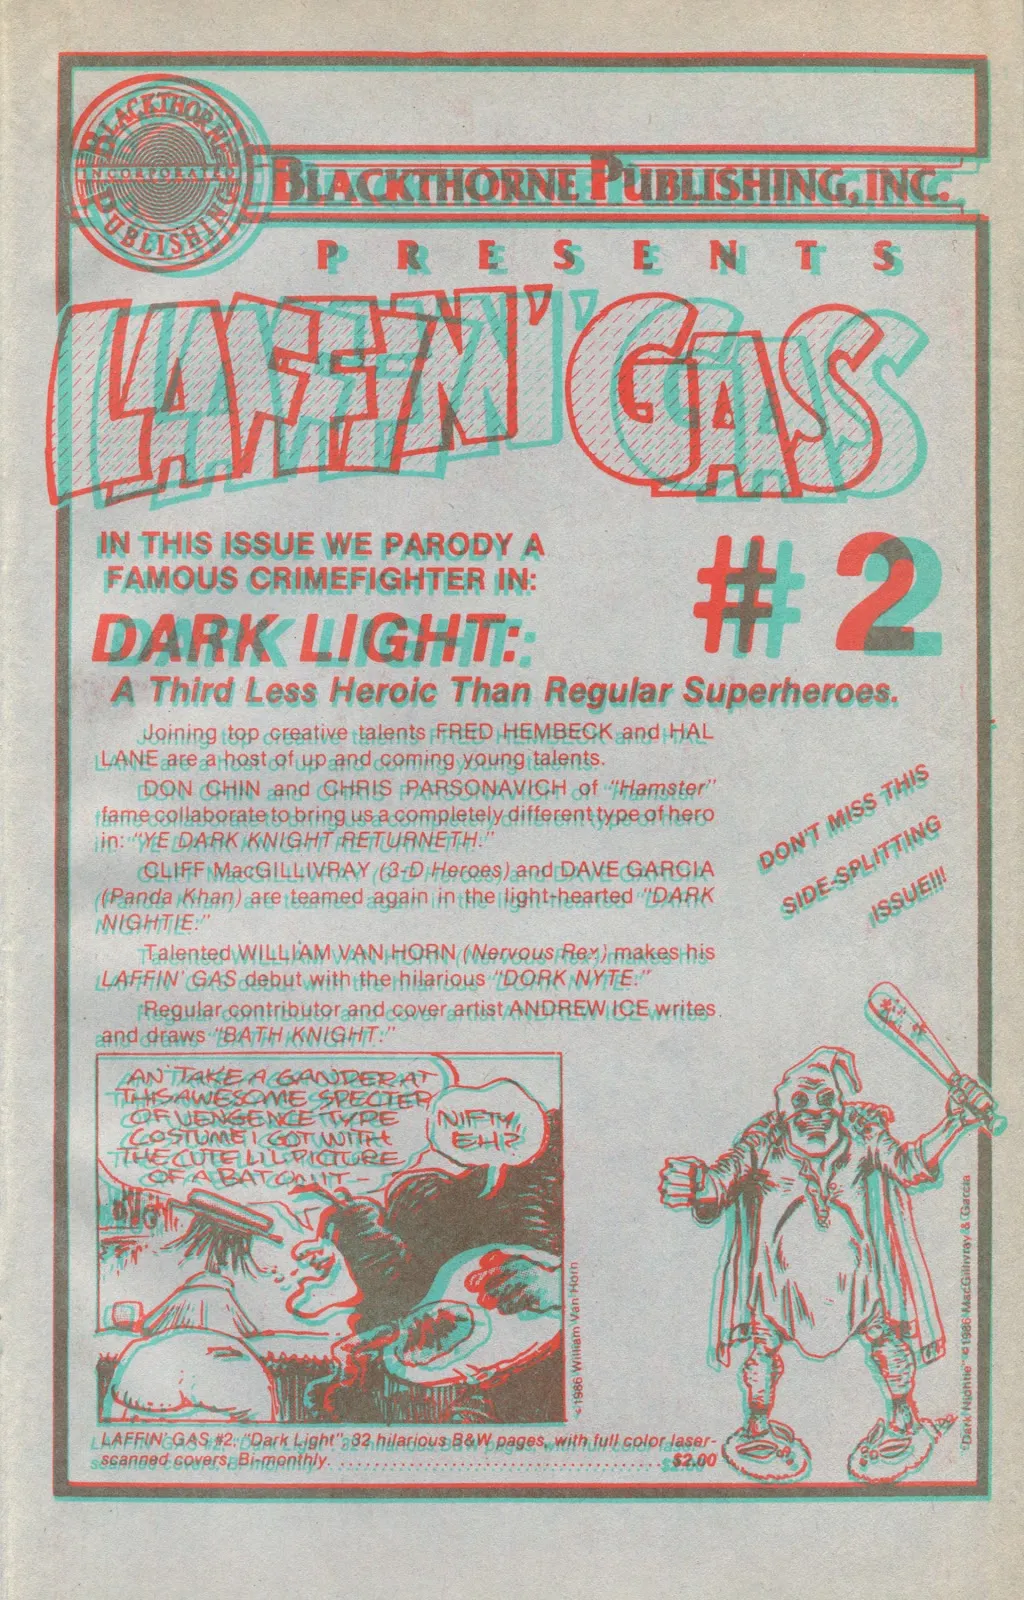 BLACKTHORNE
INCORPORATED
PUBLISHING
BLACKTHORNE PUBLISHING, INC.
PRESENTS
LAFFIN' GAS
IN THIS ISSUE WE PARODY A
FAMOUS CRIMEFIGHTER IN:
# 2
DARK LIGHT:
A Third Less Heroic Than Regular Superheroes.
Joining top creative talents FRED HEMBECK and HAL
LANE are a host of up and coming young talents.
DON CHIN and CHRIS PARSONAVICH of "Hamster"
fame collaborate to bring us a completely different type of hero
in: "YE DARK KNIGHT RETURNETH."
CLIFF MacGILLIVRAY (3-D Heroes) and DAVE GARCIA
(Panda Khan) are teamed again in the light-hearted "DARK
NIGHTIE."
Talented WILLIAM VAN HORN (Nervous Rex) makes his
LAFFIN' GAS debut with the hilarious "DORK NYTE."
Regular contributor and cover artist ANDREW ICE writes
and draws "BATH KNIGHT."
DON'T MISS THIS
SIDE-SPLITTING
ISSUE!!!
AN' TAKE A GANDER AT
THIS AWESOME SPECTER
OF VENGENCE TYPE
COSTUME I GOT WITH
THE CUTE LI'L PICTURE
OF A BAT ON IT-
NIFTY,
EH?
©1986 William Van Horn
"Dark Nightie" ©1986 MacGillivray & Garcia
LAFFIN' GAS #2, "Dark Light", 32 hilarious B&W pages, with full color laser-
scanned covers, Bi-monthly........................................$2.00